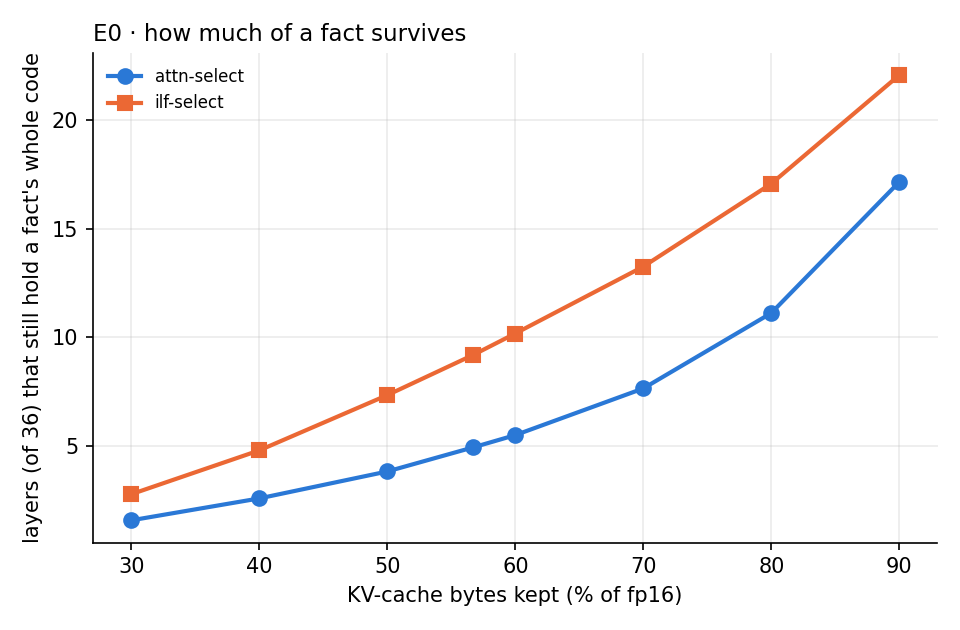 E0 · how much of a fact survives
attn-select
ilf-select
layers (of 36) that still hold a fact's whole code
20
15
10
5
30 40 50 60 70 80 90
KV-cache bytes kept (% of fp16)